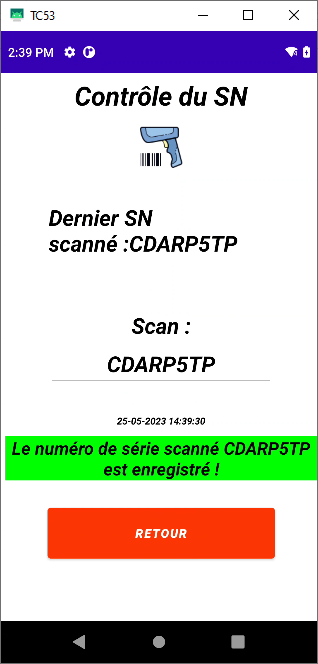 TC53
2:39 PM
Contrôle du SN
Dernier SN
scanné :CDARP5TP
Scan :
CDARP5TP
25-05-2023 14:39:30
Le numéro de série scanné CDARP5TP
est enregistré !
RETOUR